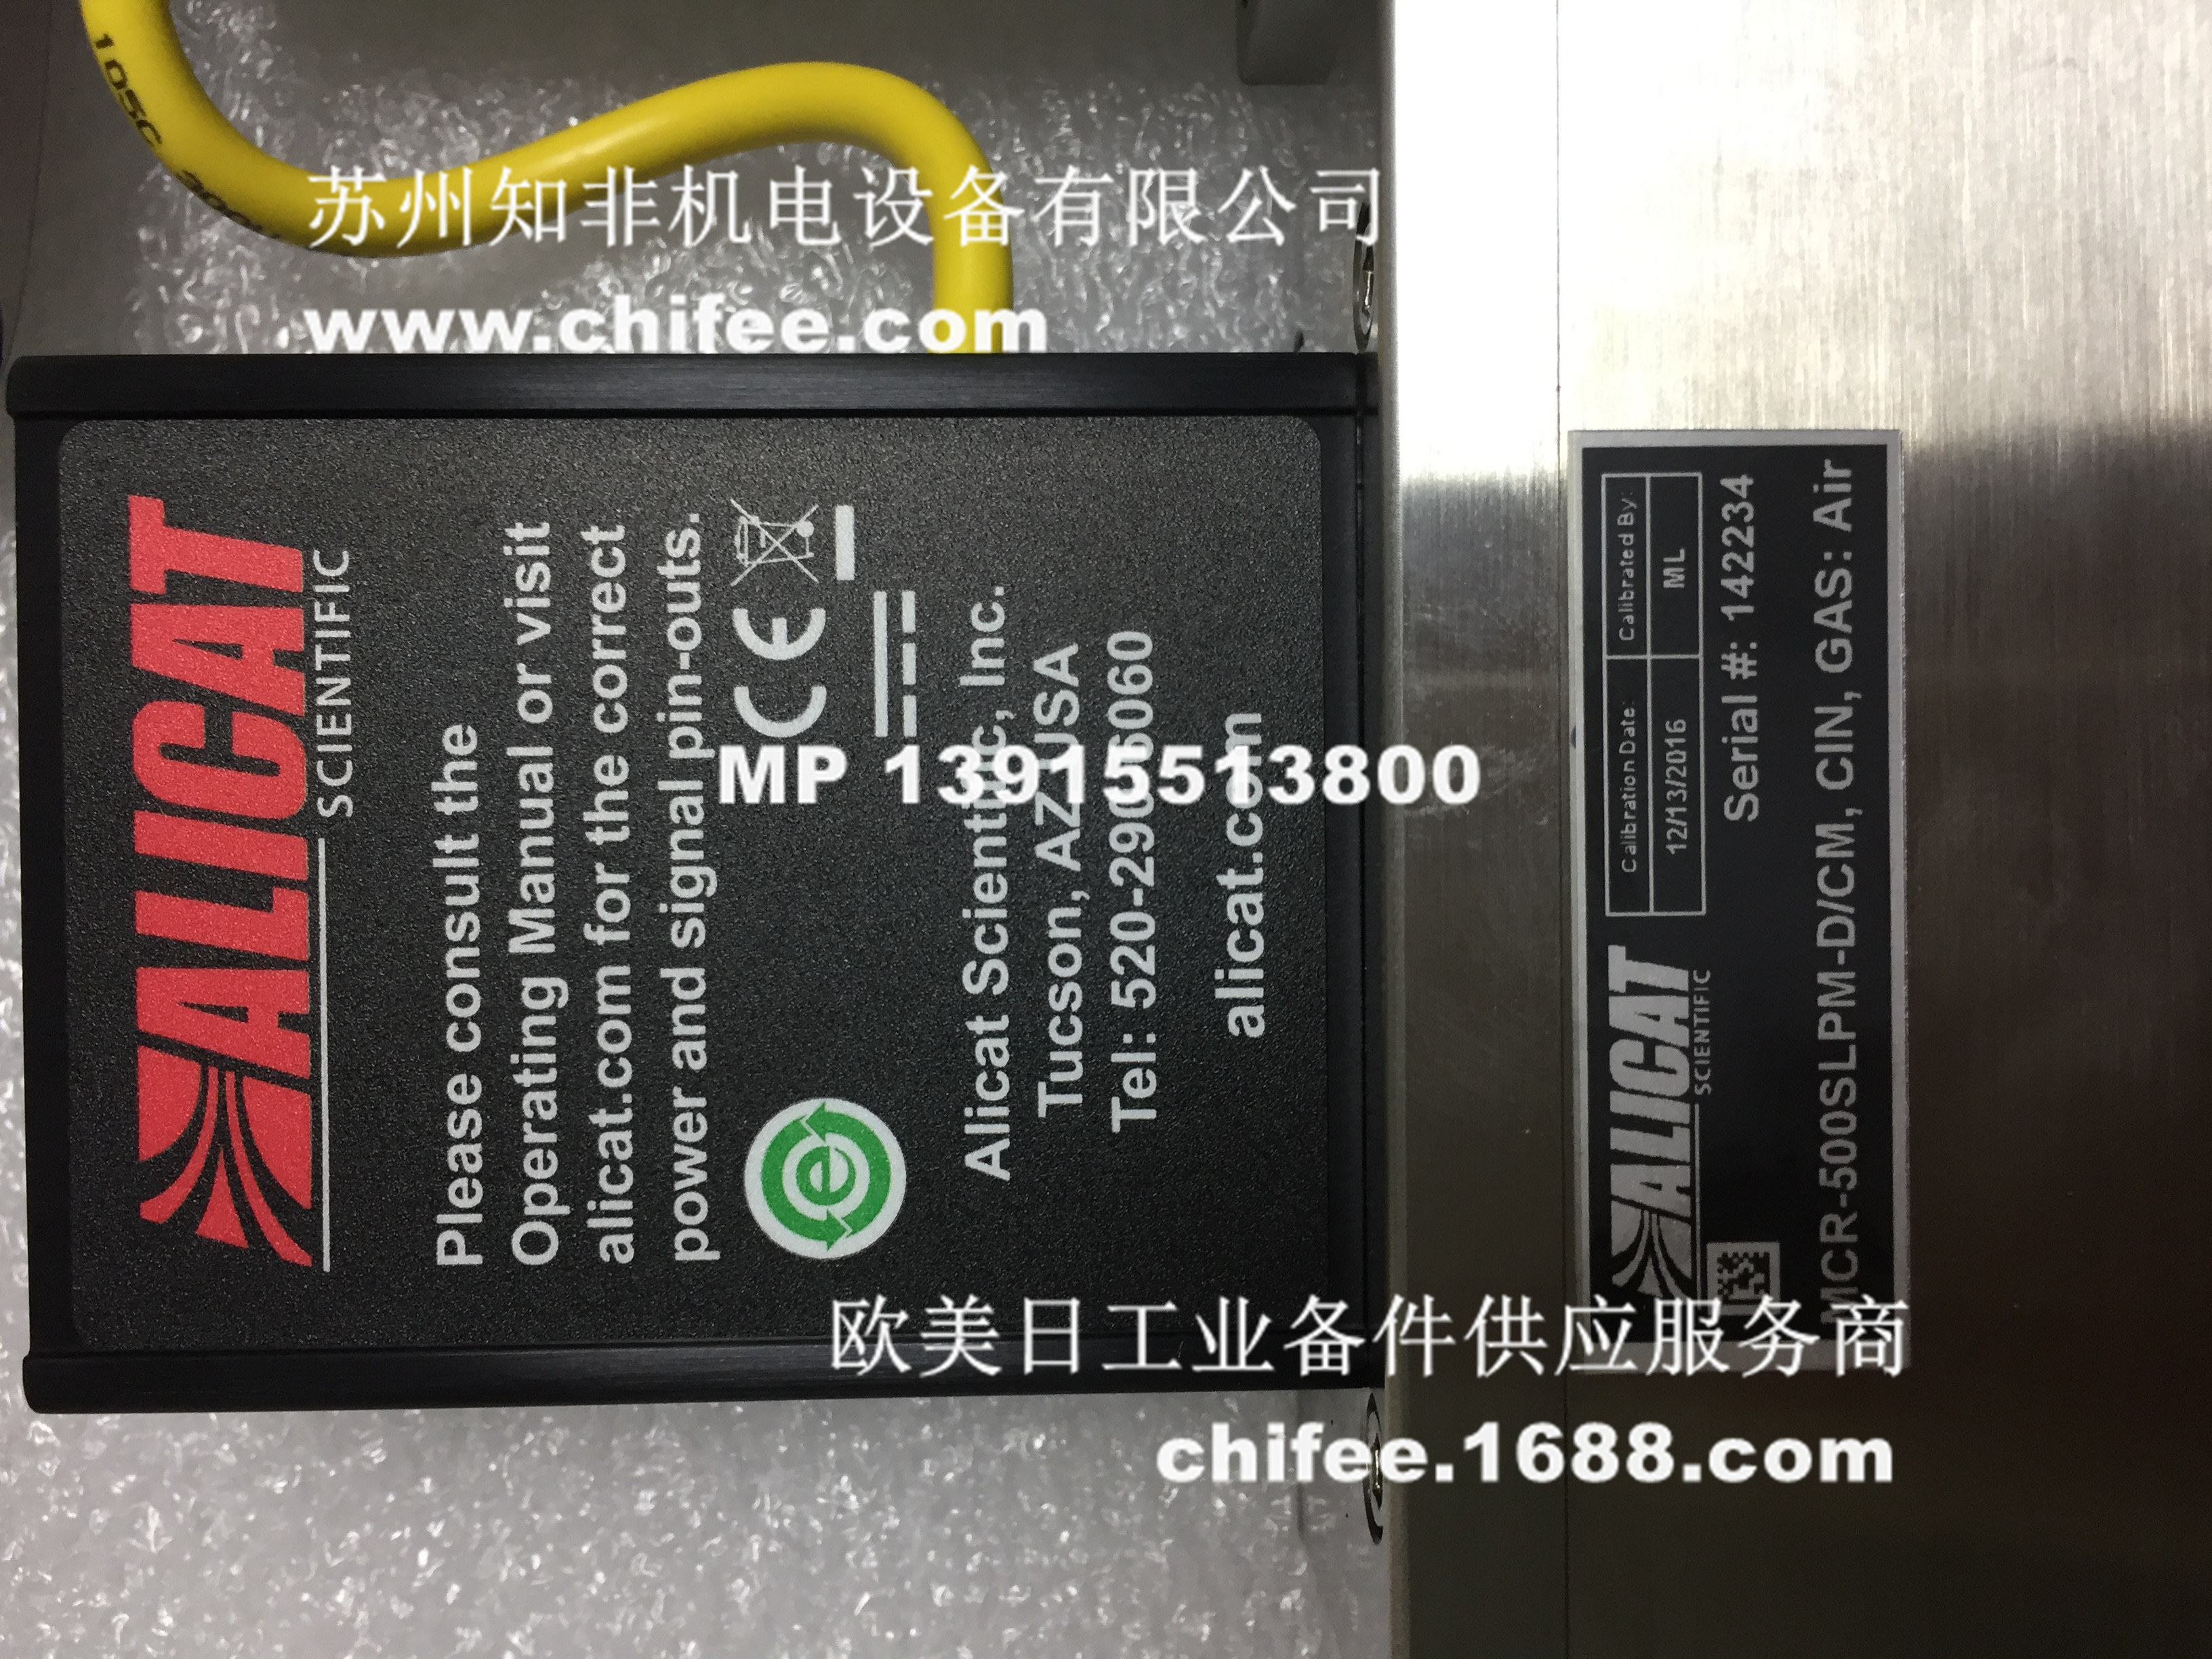 苏州知非机电设备有限公司
www.chifee.com
ALICAT
SCIENTIFIC
Please consult the
Operating Manual or visit
alicat.com for the correct
power and signal pin-outs.
CE
e
Alicat Scientific, Inc.
Tucson, AZ USA
Tel: 520-290-6060
alicat.com
MP 13915513800
ALICAT
SCIENTIFIC
Calibration Date: Calibrated By:
12/13/2016 ML
Serial #: 142234
MCR-500SLPM-D/CM, CIN, GAS: Air
欧美日工业备件供应服务商
chifee.1688.com